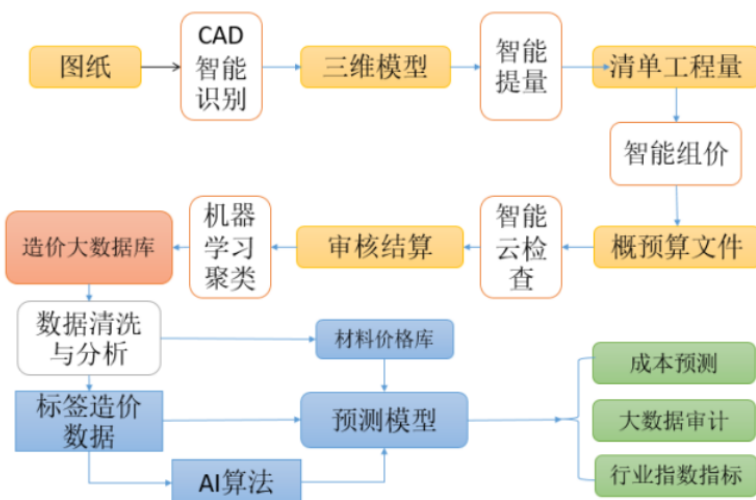 图纸
CAD
智能
识别
三维模型
智能
提量
清单工程量
智能组价
概预算文件
智能
云检
查
审核结算
机器
学习
聚类
造价大数据库
数据清洗
与分析
材料价格库
标签造价
数据
预测模型
AI算法
成本预测
大数据审计
行业指数指标